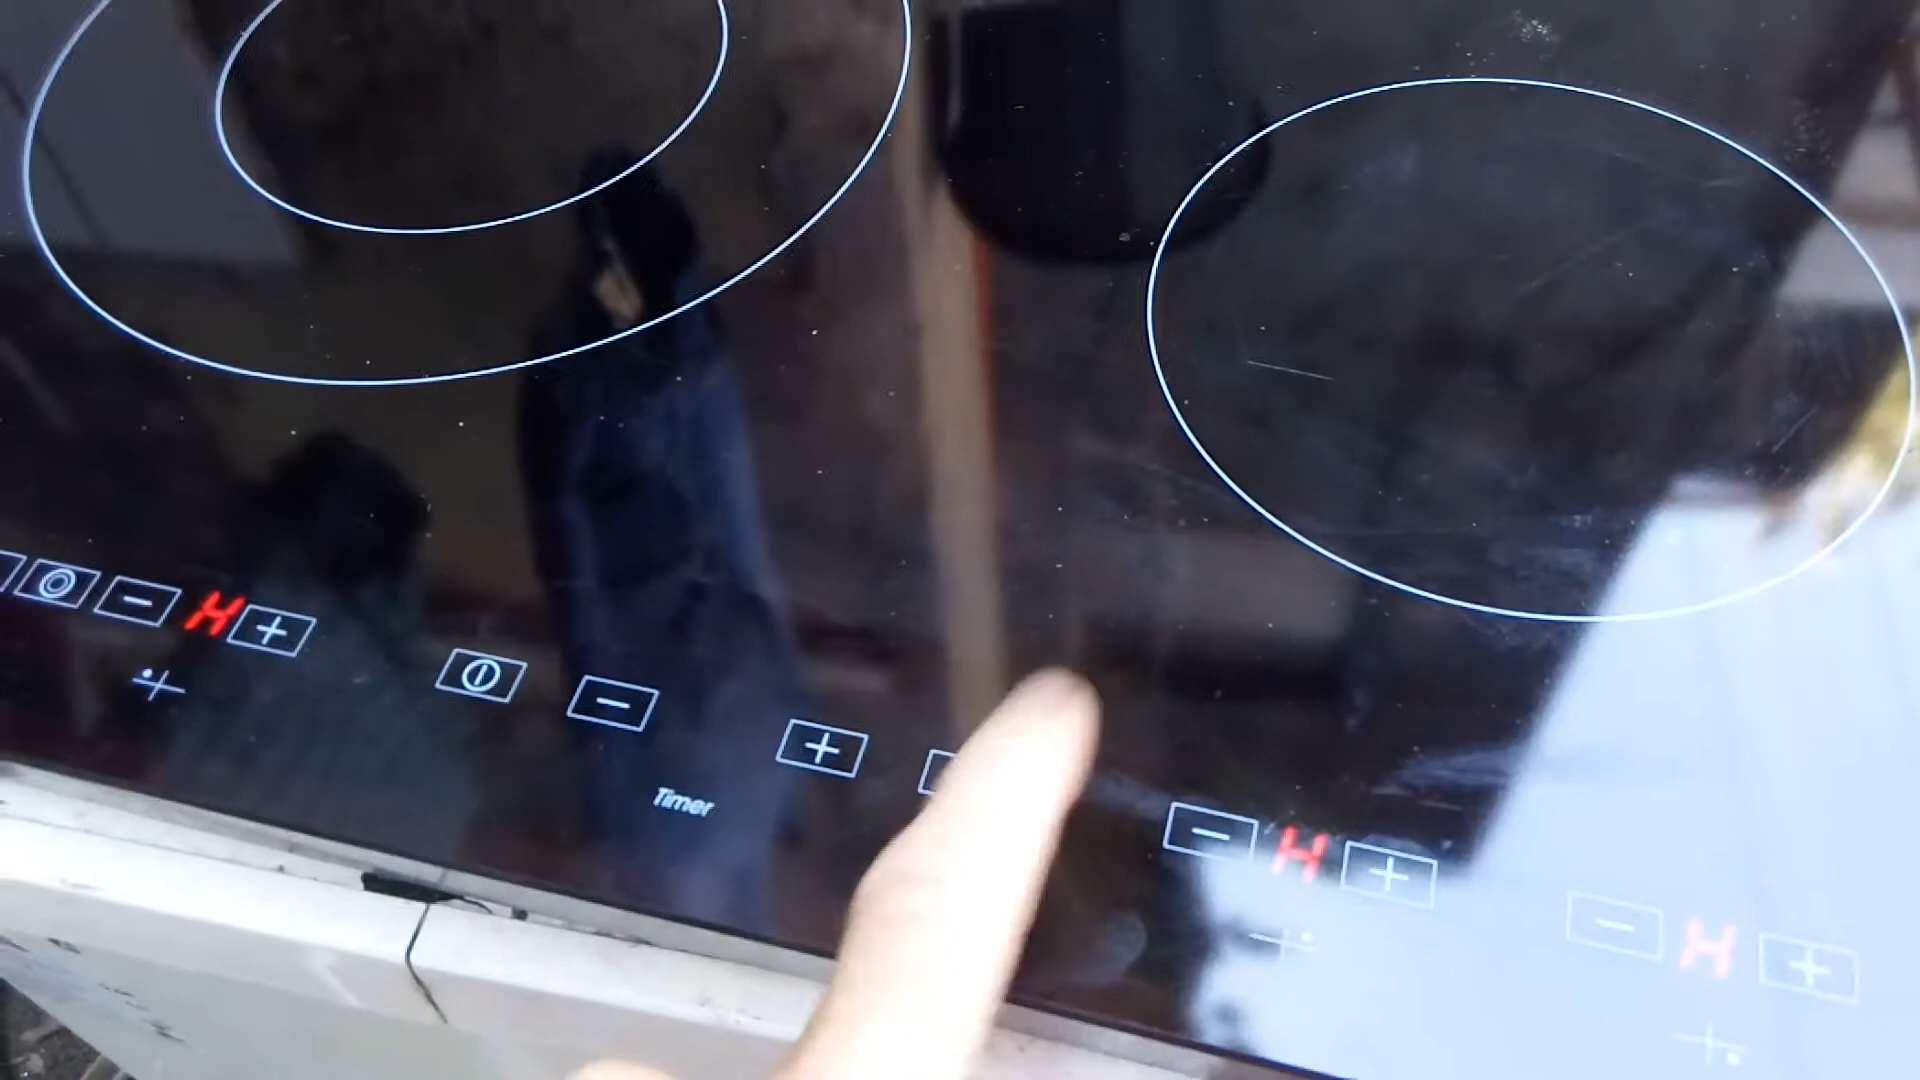 − H +
− +
Timer
− H +
− H +